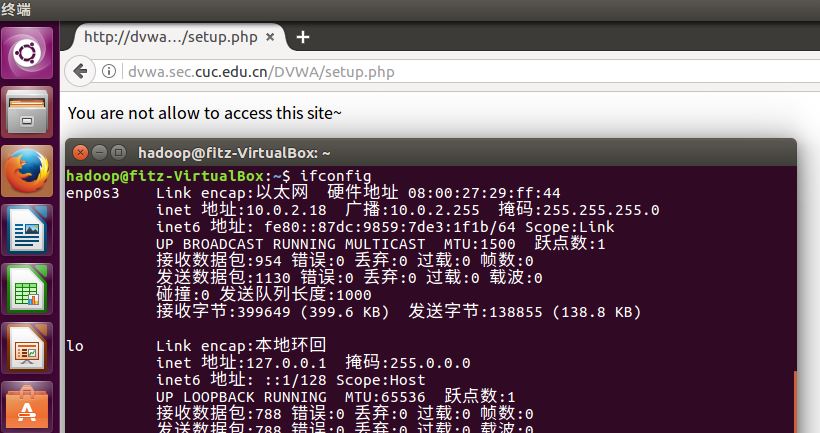 终端
http://dvwa…/setup.php × +
dvwa.sec.cuc.edu.cn/DVWA/setup.php
You are not allow to access this site~
hadoop@fitz-VirtualBox: ~
hadoop@fitz-VirtualBox:~$ ifconfig
enp0s3 Link encap:以太网 硬件地址 08:00:27:29:ff:44
inet 地址:10.0.2.18 广播:10.0.2.255 掩码:255.255.255.0
inet6 地址: fe80::87dc:9859:7de3:1f1b/64 Scope:Link
UP BROADCAST RUNNING MULTICAST MTU:1500 跃点数:1
接收数据包:954 错误:0 丢弃:0 过载:0 帧数:0
发送数据包:1130 错误:0 丢弃:0 过载:0 载波:0
碰撞:0 发送队列长度:1000
接收字节:399649 (399.6 KB) 发送字节:138855 (138.8 KB)
lo Link encap:本地环回
inet 地址:127.0.0.1 掩码:255.0.0.0
inet6 地址: ::1/128 Scope:Host
UP LOOPBACK RUNNING MTU:65536 跃点数:1
接收数据包:788 错误:0 丢弃:0 过载:0 帧数:0
发送数据包:788 错误:0 丢弃:0 过载:0 载波:0